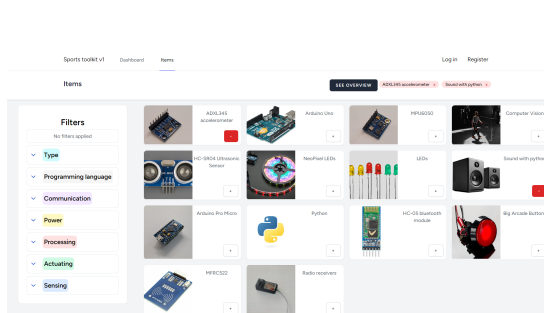 Sports toolkit v1 Dashboard Items Log in Register
Items SEE OVERVIEW ADXL345 accelerometer × Sound with python ×
Filters
No filters applied
Type
Programming language
Communication
Power
Processing
Actuating
Sensing
ADXL345
accelerometer
-
Arduino Uno
+
MPU6050
+
Computer Vision
+
HC-SR04 Ultrasonic
Sensor
+
NeoPixel LEDs
+
LEDs
+
Sound with python
-
Arduino Pro Micro
+
Python
+
HC-05 bluetooth
module
+
Big Arcade Button
+
MFRC522
+
Radio receivers
+